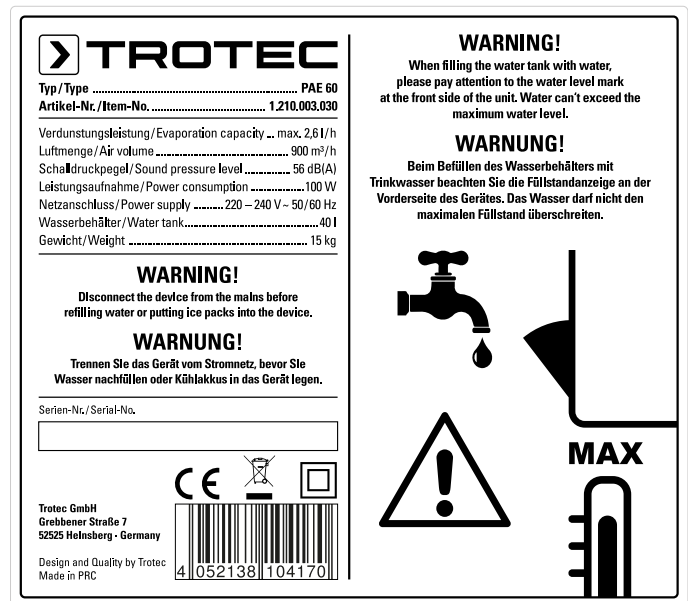 TROTEC
Typ/Type ........ PAE 60
Artikel-Nr./Item-No. ........ 1.210.003.030
Verdunstungsleistung/Evaporation capacity .. max. 2,6 l/h
Luftmenge/Air volume ........ 900 m³/h
Schalldruckpegel/Sound pressure level ........ 56 dB(A)
Leistungsaufnahme/Power consumption ........ 100 W
Netzanschluss/Power supply ........ 220 – 240 V ~ 50/60 Hz
Wasserbehälter/Water tank ........ 40 l
Gewicht/Weight ........ 15 kg
WARNING!
Disconnect the device from the mains before
refilling water or putting ice packs into the device.
WARNUNG!
Trennen Sie das Gerät vom Stromnetz, bevor Sie
Wasser nachfüllen oder Kühlakkus in das Gerät legen.
Serien-Nr./Serial-No.
CE
Trotec GmbH
Grebbener Straße 7
52525 Heinsberg · Germany
Design and Quality by Trotec
Made in PRC
4 052138 104170
WARNING!
When filling the water tank with water,
please pay attention to the water level mark
at the front side of the unit. Water can't exceed the
maximum water level.
WARNUNG!
Beim Befüllen des Wasserbehälters mit
Trinkwasser beachten Sie die Füllstandanzeige an der
Vorderseite des Gerätes. Das Wasser darf nicht den
maximalen Füllstand überschreiten.
MAX